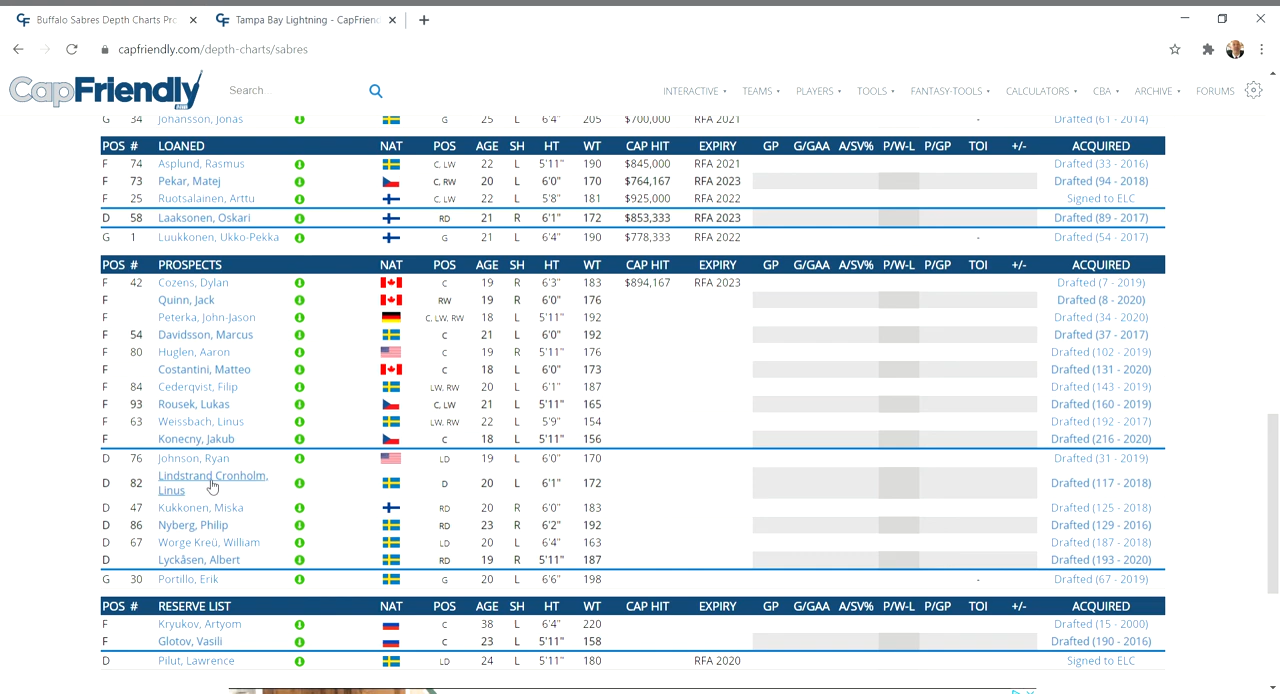 Buffalo Sabres Depth Charts Pro
Tampa Bay Lightning - CapFriend
capfriendly.com/depth-charts/sabres
CapFriendly Search... INTERACTIVE TEAMS PLAYERS TOOLS FANTASY-TOOLS CALCULATORS CBA ARCHIVE FORUMS
G 34 Johansson, Jonas G 25 L 6'4" 205 $700,000 RFA 2021 - Drafted (61 - 2014)
POS # LOANED NAT POS AGE SH HT WT CAP HIT EXPIRY GP G/GAA A/SV% P/W-L P/GP TOI +/- ACQUIRED
F 74 Asplund, Rasmus C, LW 22 L 5'11" 190 $845,000 RFA 2021 Drafted (33 - 2016)
F 73 Pekar, Matej C, RW 20 L 6'0" 170 $764,167 RFA 2023 Drafted (94 - 2018)
F 25 Ruotsalainen, Arttu C, LW 22 L 5'8" 181 $925,000 RFA 2022 Signed to ELC
D 58 Laaksonen, Oskari RD 21 R 6'1" 172 $853,333 RFA 2023 Drafted (89 - 2017)
G 1 Luukkonen, Ukko-Pekka G 21 L 6'4" 190 $778,333 RFA 2022 - Drafted (54 - 2017)
POS # PROSPECTS NAT POS AGE SH HT WT CAP HIT EXPIRY GP G/GAA A/SV% P/W-L P/GP TOI +/- ACQUIRED
F 42 Cozens, Dylan C 19 R 6'3" 183 $894,167 RFA 2023 Drafted (7 - 2019)
F Quinn, Jack RW 19 R 6'0" 176 Drafted (8 - 2020)
F Peterka, John-Jason C, LW, RW 18 L 5'11" 192 Drafted (34 - 2020)
F 54 Davidsson, Marcus C 21 L 6'0" 192 Drafted (37 - 2017)
F 80 Huglen, Aaron C 19 R 5'11" 176 Drafted (102 - 2019)
F Costantini, Matteo C 18 L 6'0" 173 Drafted (131 - 2020)
F 84 Cederqvist, Filip LW, RW 20 L 6'1" 187 Drafted (143 - 2019)
F 93 Rousek, Lukas C, LW 21 L 5'11" 165 Drafted (160 - 2019)
F 63 Weissbach, Linus LW, RW 22 L 5'9" 154 Drafted (192 - 2017)
F Konecny, Jakub C 18 L 5'11" 156 Drafted (216 - 2020)
D 76 Johnson, Ryan LD 19 L 6'0" 170 Drafted (31 - 2019)
D 82 Lindstrand Cronholm, Linus D 20 L 6'1" 172 Drafted (117 - 2018)
D 47 Kukkonen, Miska RD 20 R 6'0" 183 Drafted (125 - 2018)
D 86 Nyberg, Philip RD 23 R 6'2" 192 Drafted (129 - 2016)
D 67 Worge Kreü, William LD 20 L 6'4" 163 Drafted (187 - 2018)
D Lyckåsen, Albert RD 19 R 5'11" 187 Drafted (193 - 2020)
G 30 Portillo, Erik G 20 L 6'6" 198 - Drafted (67 - 2019)
POS # RESERVE LIST NAT POS AGE SH HT WT CAP HIT EXPIRY GP G/GAA A/SV% P/W-L P/GP TOI +/- ACQUIRED
F Kryukov, Artyom C 38 L 6'4" 220 Drafted (15 - 2000)
F Glotov, Vasili C 23 L 5'11" 158 Drafted (190 - 2016)
D Pilut, Lawrence LD 24 L 5'11" 180 RFA 2020 Signed to ELC